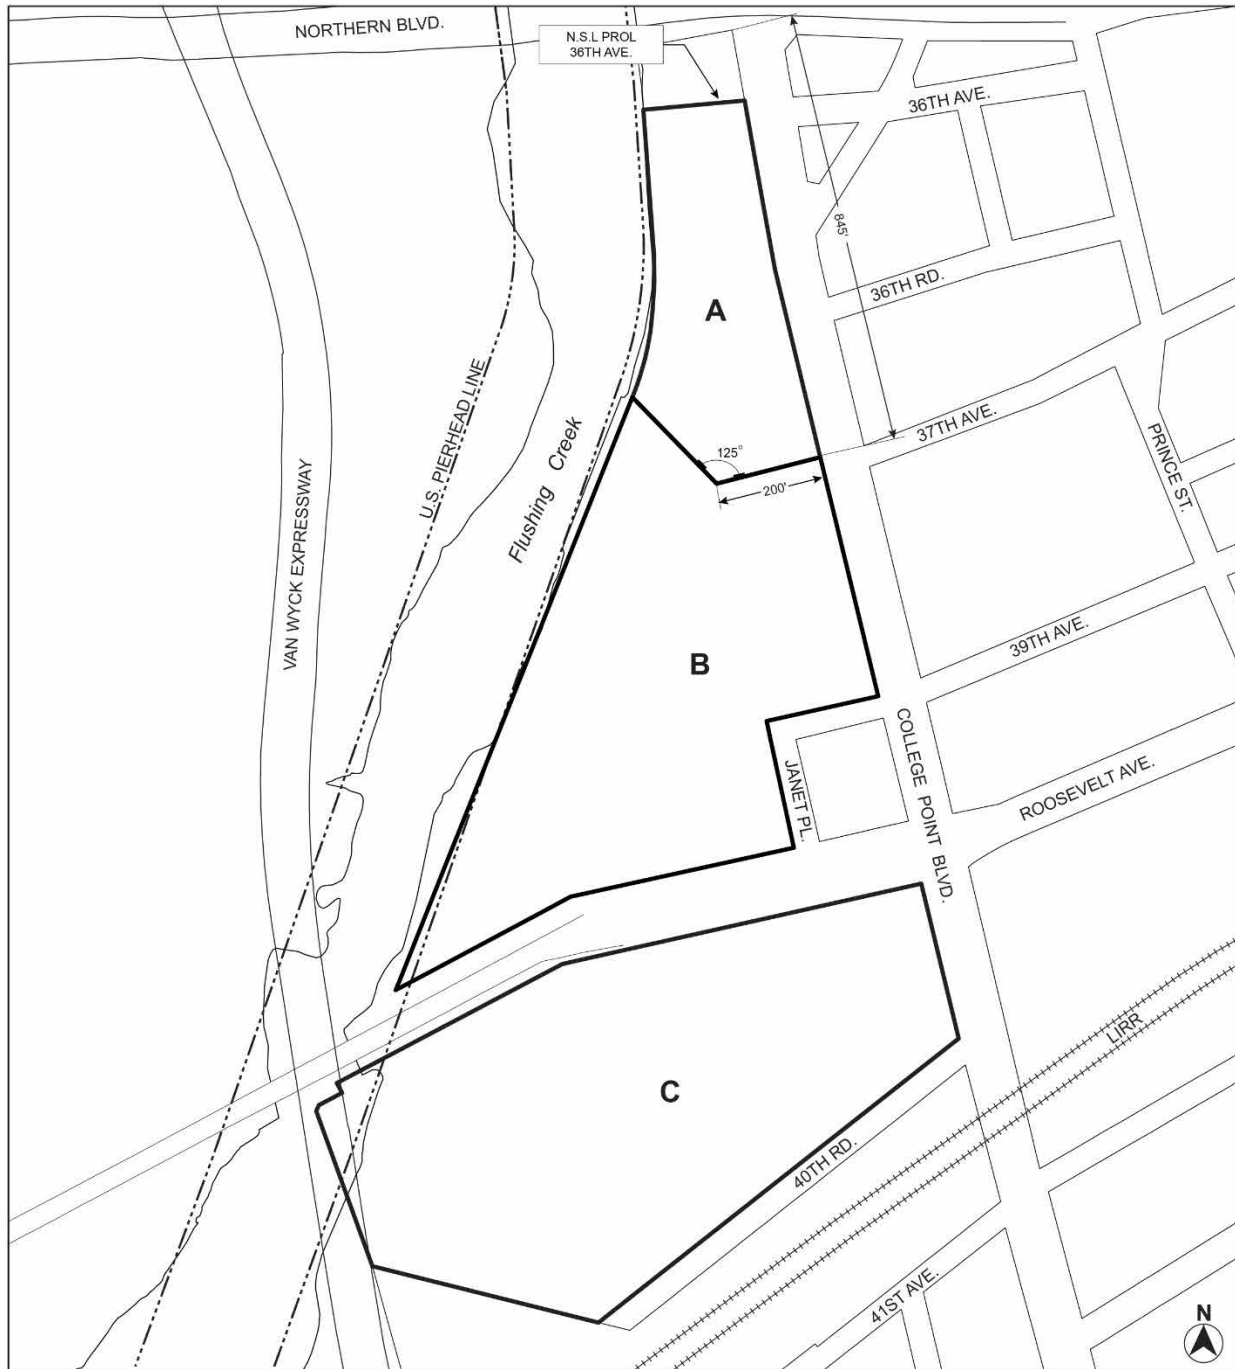 NORTHERN BLVD.
N.S.L PROL
36TH AVE.
36TH AVE.
845'
36TH RD.
A
U.S. PIERHEAD LINE
Flushing Creek
37TH AVE.
PRINCE ST.
125°
200'
VAN WYCK EXPRESSWAY
39TH AVE.
B
COLLEGE POINT BLVD.
JANET PL.
ROOSEVELT AVE.
LIRR
C
40TH RD.
41ST AVE.
N